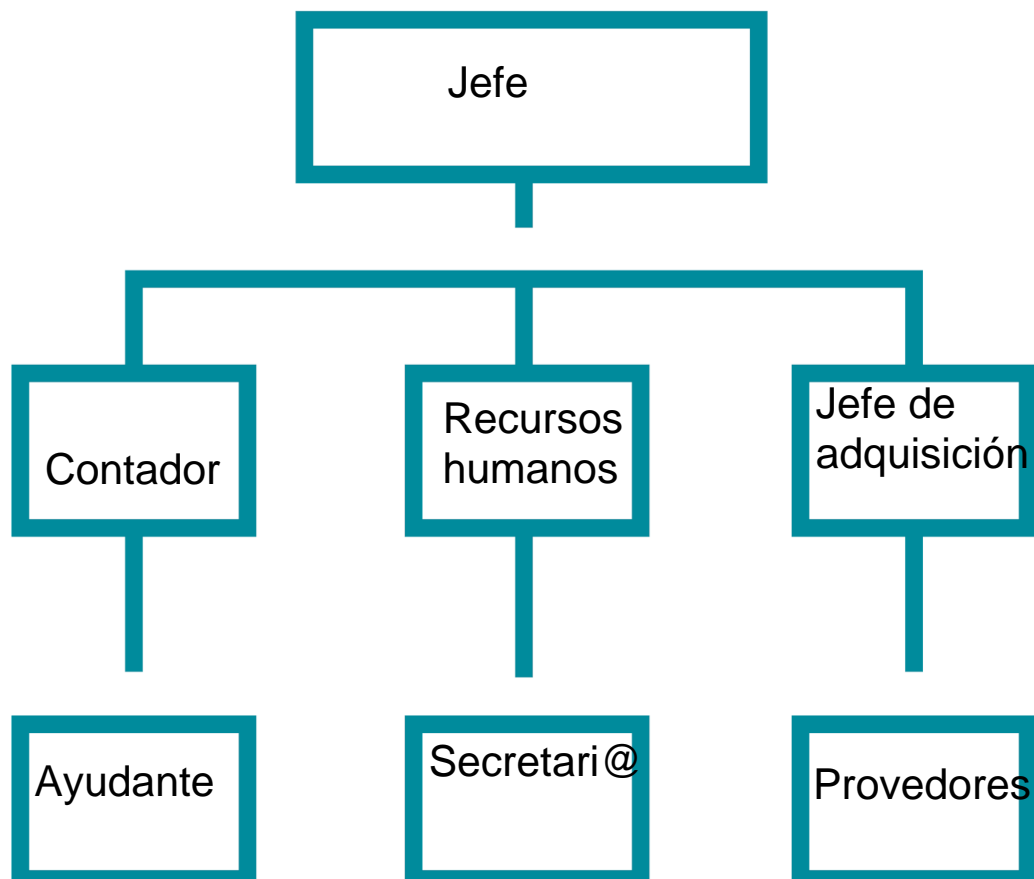 Jefe
Contador
Recursos
humanos
Jefe de
adquisición
Ayudante
Secretari@
Provedores